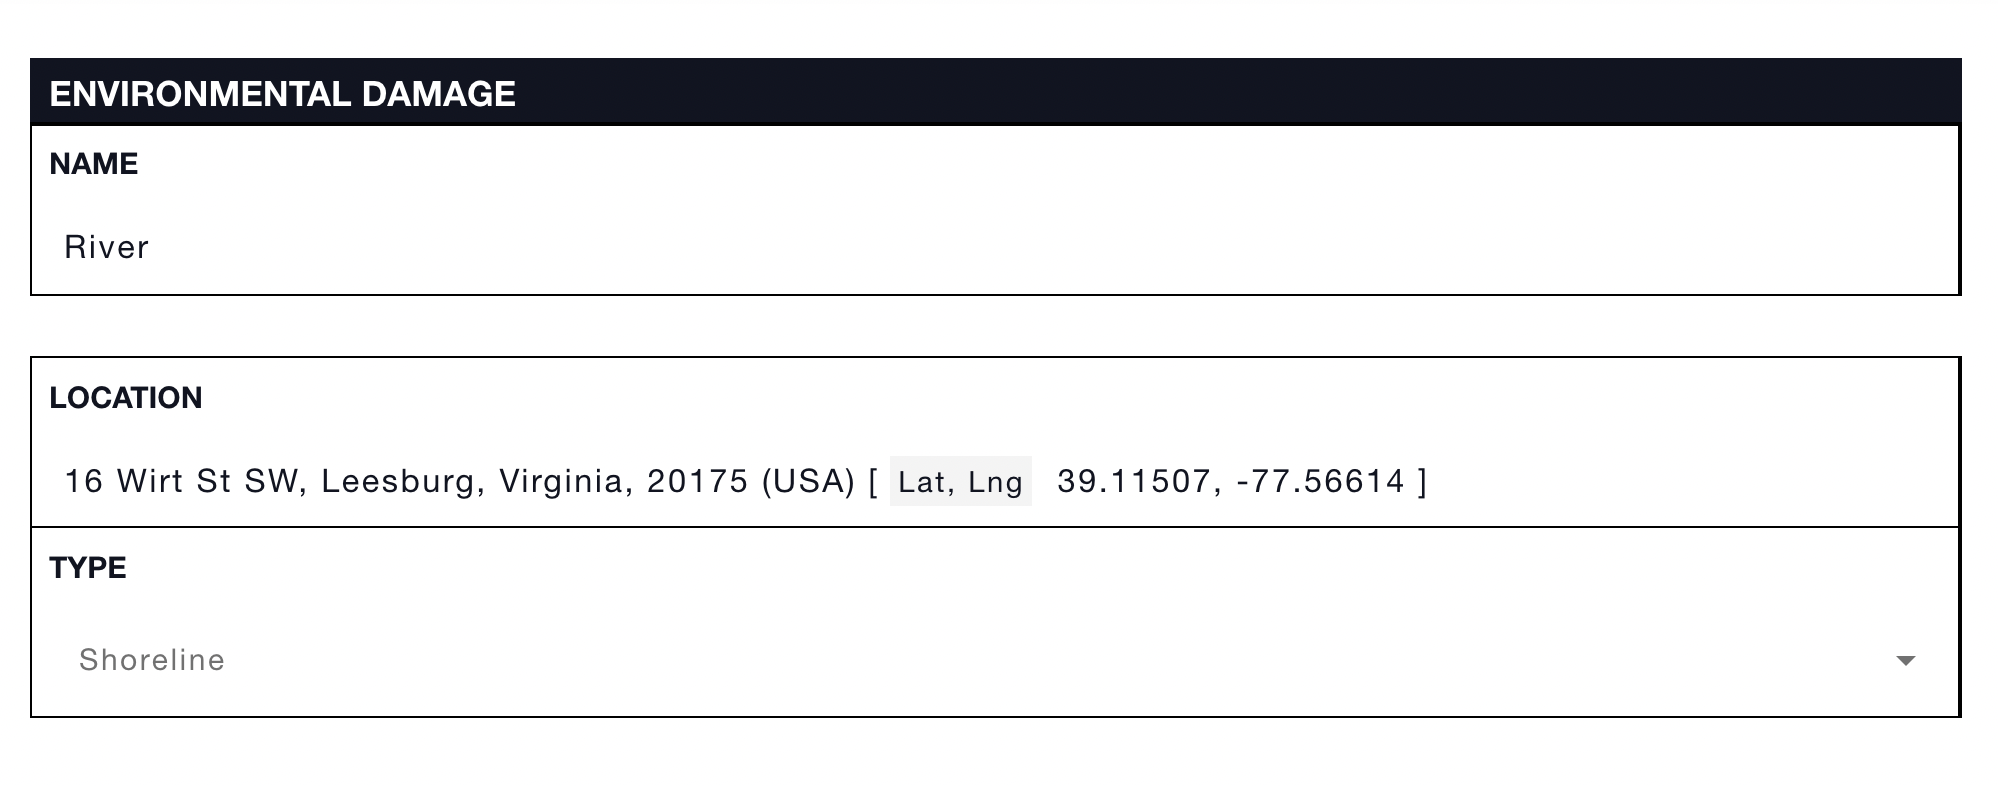 ENVIRONMENTAL DAMAGE
NAME
River
LOCATION
16 Wirt St SW, Leesburg, Virginia, 20175 (USA) [ Lat, Lng 39.11507, -77.56614 ]
TYPE
Shoreline